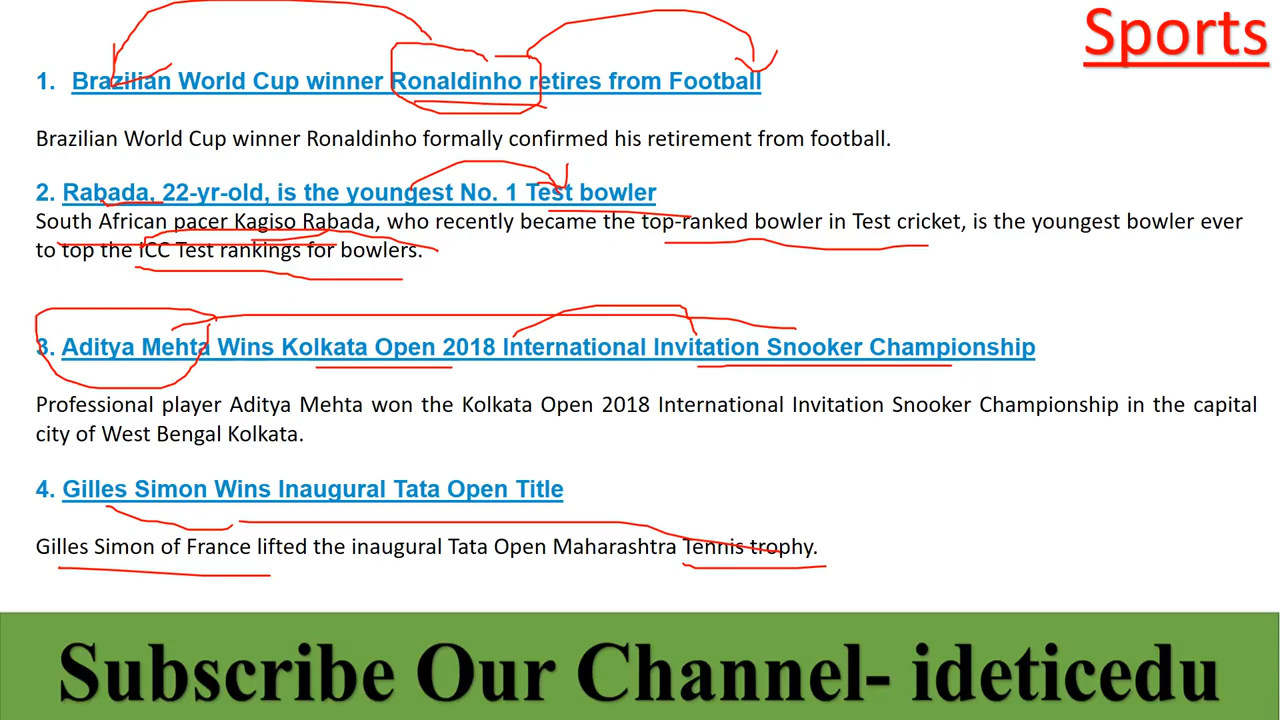 Sports
1. Brazilian World Cup winner Ronaldinho retires from Football
Brazilian World Cup winner Ronaldinho formally confirmed his retirement from football.
2. Rabada, 22-yr-old, is the youngest No. 1 Test bowler
South African pacer Kagiso Rabada, who recently became the top-ranked bowler in Test cricket, is the youngest bowler ever
to top the ICC Test rankings for bowlers.
3. Aditya Mehta Wins Kolkata Open 2018 International Invitation Snooker Championship
Professional player Aditya Mehta won the Kolkata Open 2018 International Invitation Snooker Championship in the capital
city of West Bengal Kolkata.
4. Gilles Simon Wins Inaugural Tata Open Title
Gilles Simon of France lifted the inaugural Tata Open Maharashtra Tennis trophy.
Subscribe Our Channel- ideticedu